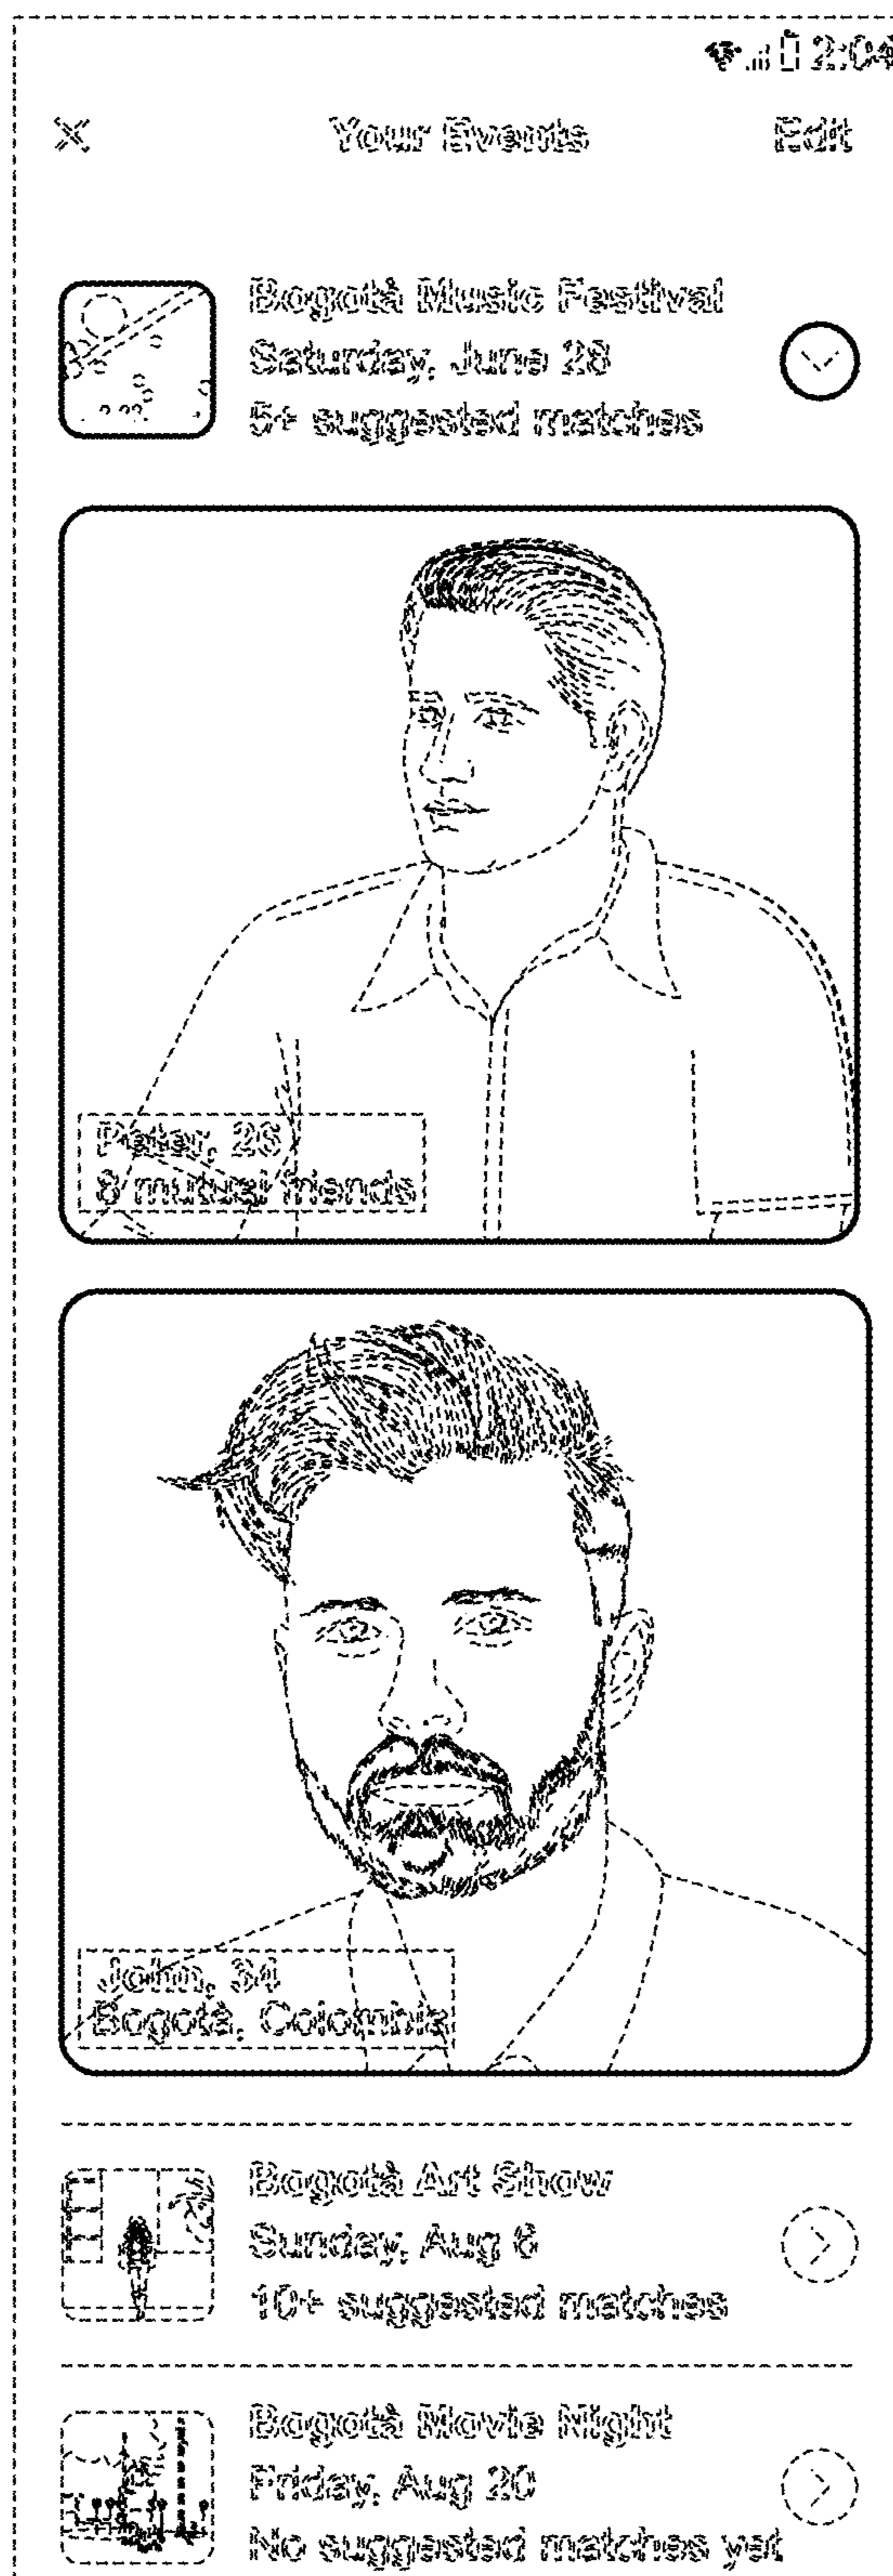 2:04
Your Events
Edit
Bogotá Music Festival
Saturday, June 28
5+ suggested matches
Peter, 28
8 mutual friends
John, 34
Bogotá, Colombia
Bogotá Art Show
Sunday, Aug 6
10+ suggested matches
Bogotá Movie Night
Friday, Aug 20
No suggested matches yet